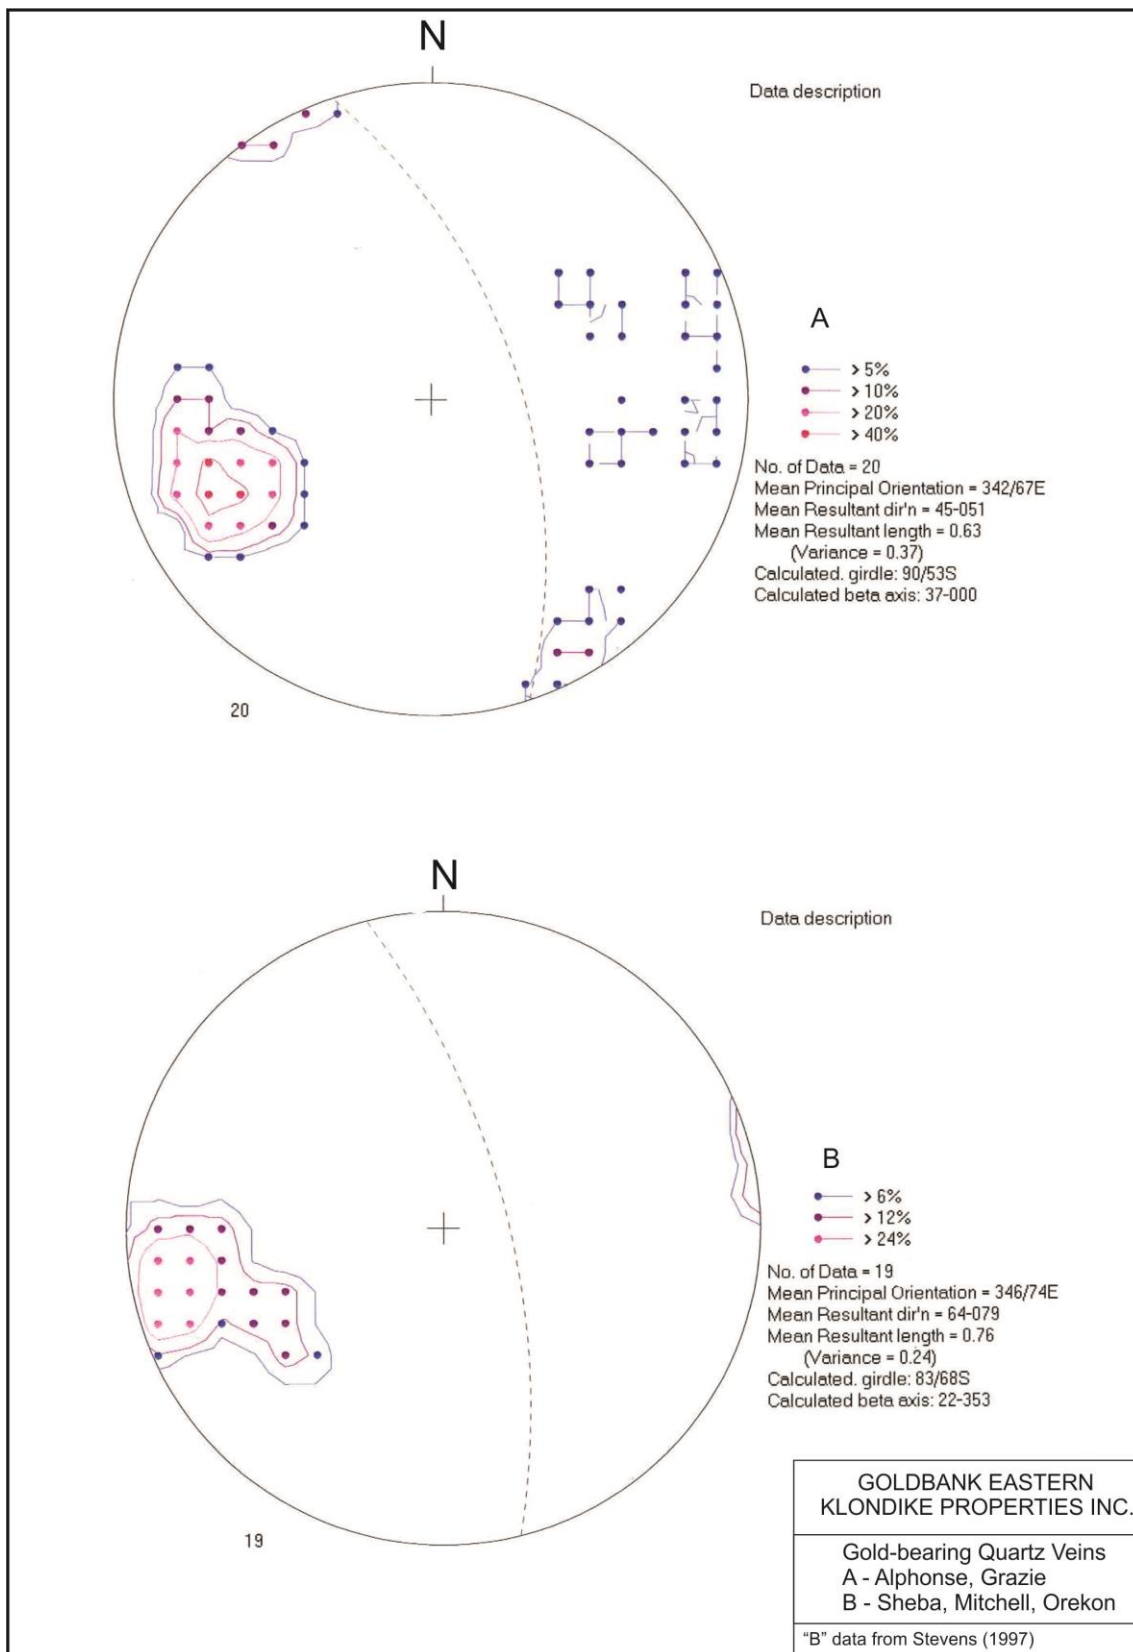 N
Data description
A
> 5%
> 10%
> 20%
> 40%
No. of Data = 20
Mean Principal Orientation = 342/67E
Mean Resultant dir'n = 45-051
Mean Resultant length = 0.63
(Variance = 0.37)
Calculated. girdle: 90/53S
Calculated beta axis: 37-000
20
N
Data description
B
> 6%
> 12%
> 24%
No. of Data = 19
Mean Principal Orientation = 346/74E
Mean Resultant dir'n = 64-079
Mean Resultant length = 0.76
(Variance = 0.24)
Calculated. girdle: 83/68S
Calculated beta axis: 22-353
19
GOLDBANK EASTERN
KLONDIKE PROPERTIES INC.
Gold-bearing Quartz Veins
A - Alphonse, Grazie
B - Sheba, Mitchell, Orekon
"B" data from Stevens (1997)